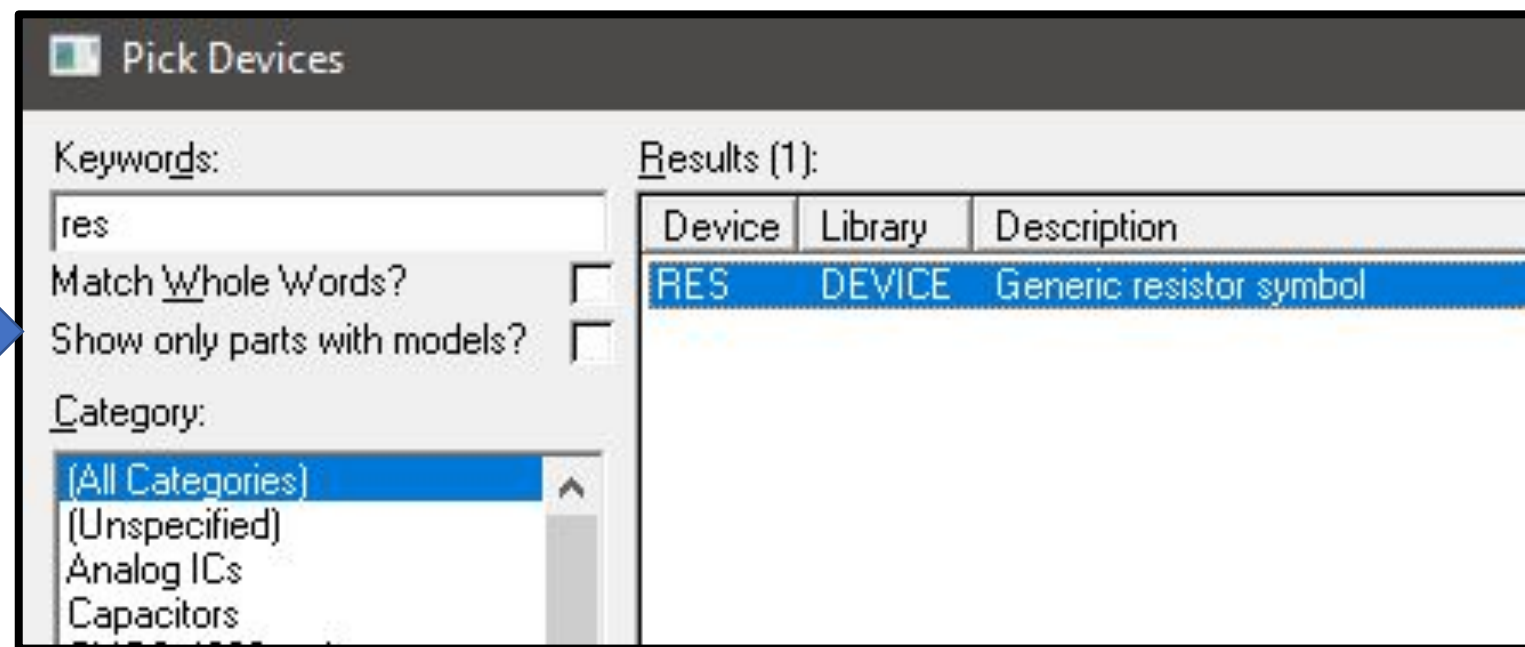 Pick Devices
Keywords:
res
Match Whole Words?
Show only parts with models?
Category:
(All Categories)
(Unspecified)
Analog ICs
Capacitors
Results (1):
Device Library Description
RES DEVICE Generic resistor symbol